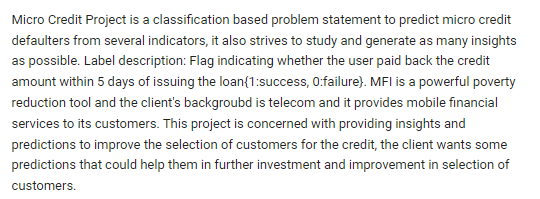 Micro Credit Project is a classification based problem statement to predict micro credit
defaulters from several indicators, it also strives to study and generate as many insights
as possible. Label description: Flag indicating whether the user paid back the credit
amount within 5 days of issuing the loan{1:success, 0:failure}. MFI is a powerful poverty
reduction tool and the client's backgroubd is telecom and it provides mobile financial
services to its customers. This project is concerned with providing insights and
predictions to improve the selection of customers for the credit, the client wants some
predictions that could help them in further investment and improvement in selection of
customers.